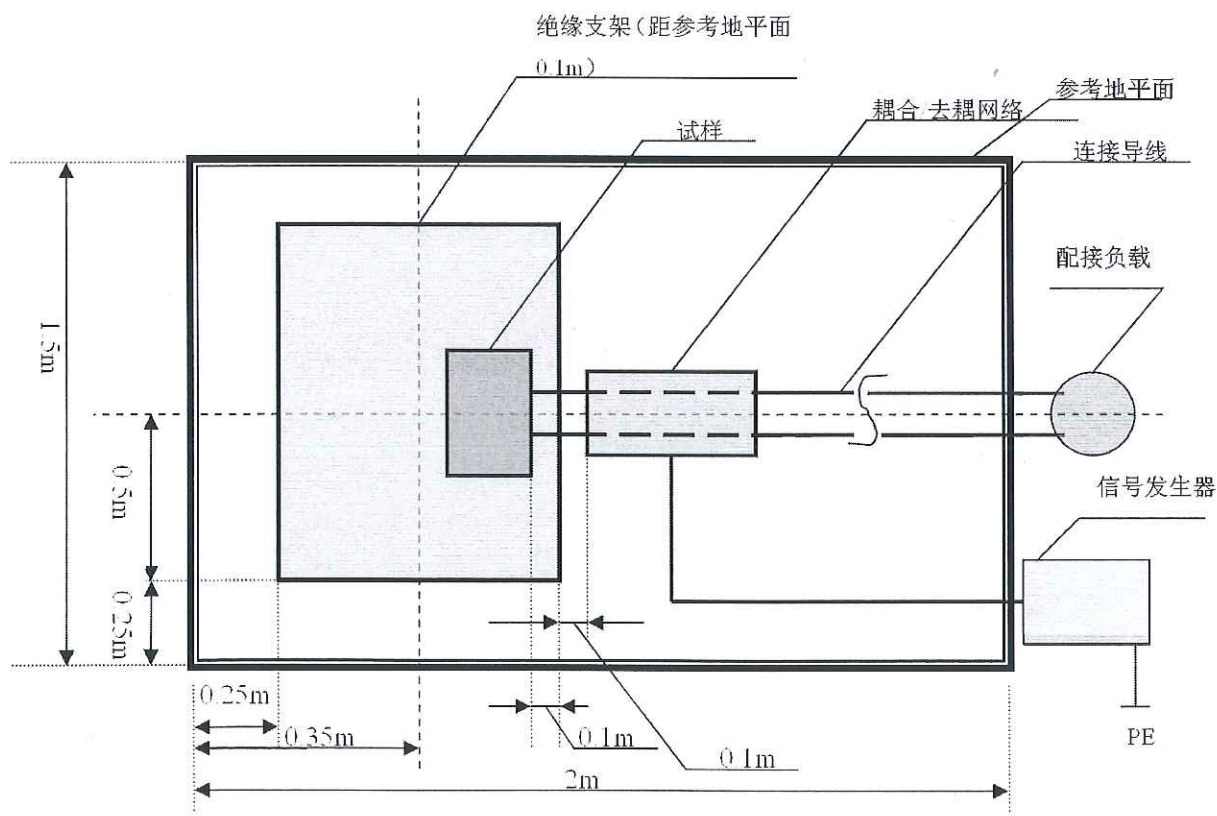 绝缘支架（距参考地平面
0.1m）
参考地平面
耦合 去耦网络
试样
连接导线
配接负载
1.5m
0.5m
信号发生器
0.25m
0.25m
0.35m
0.1m
PE
0.1m
2m